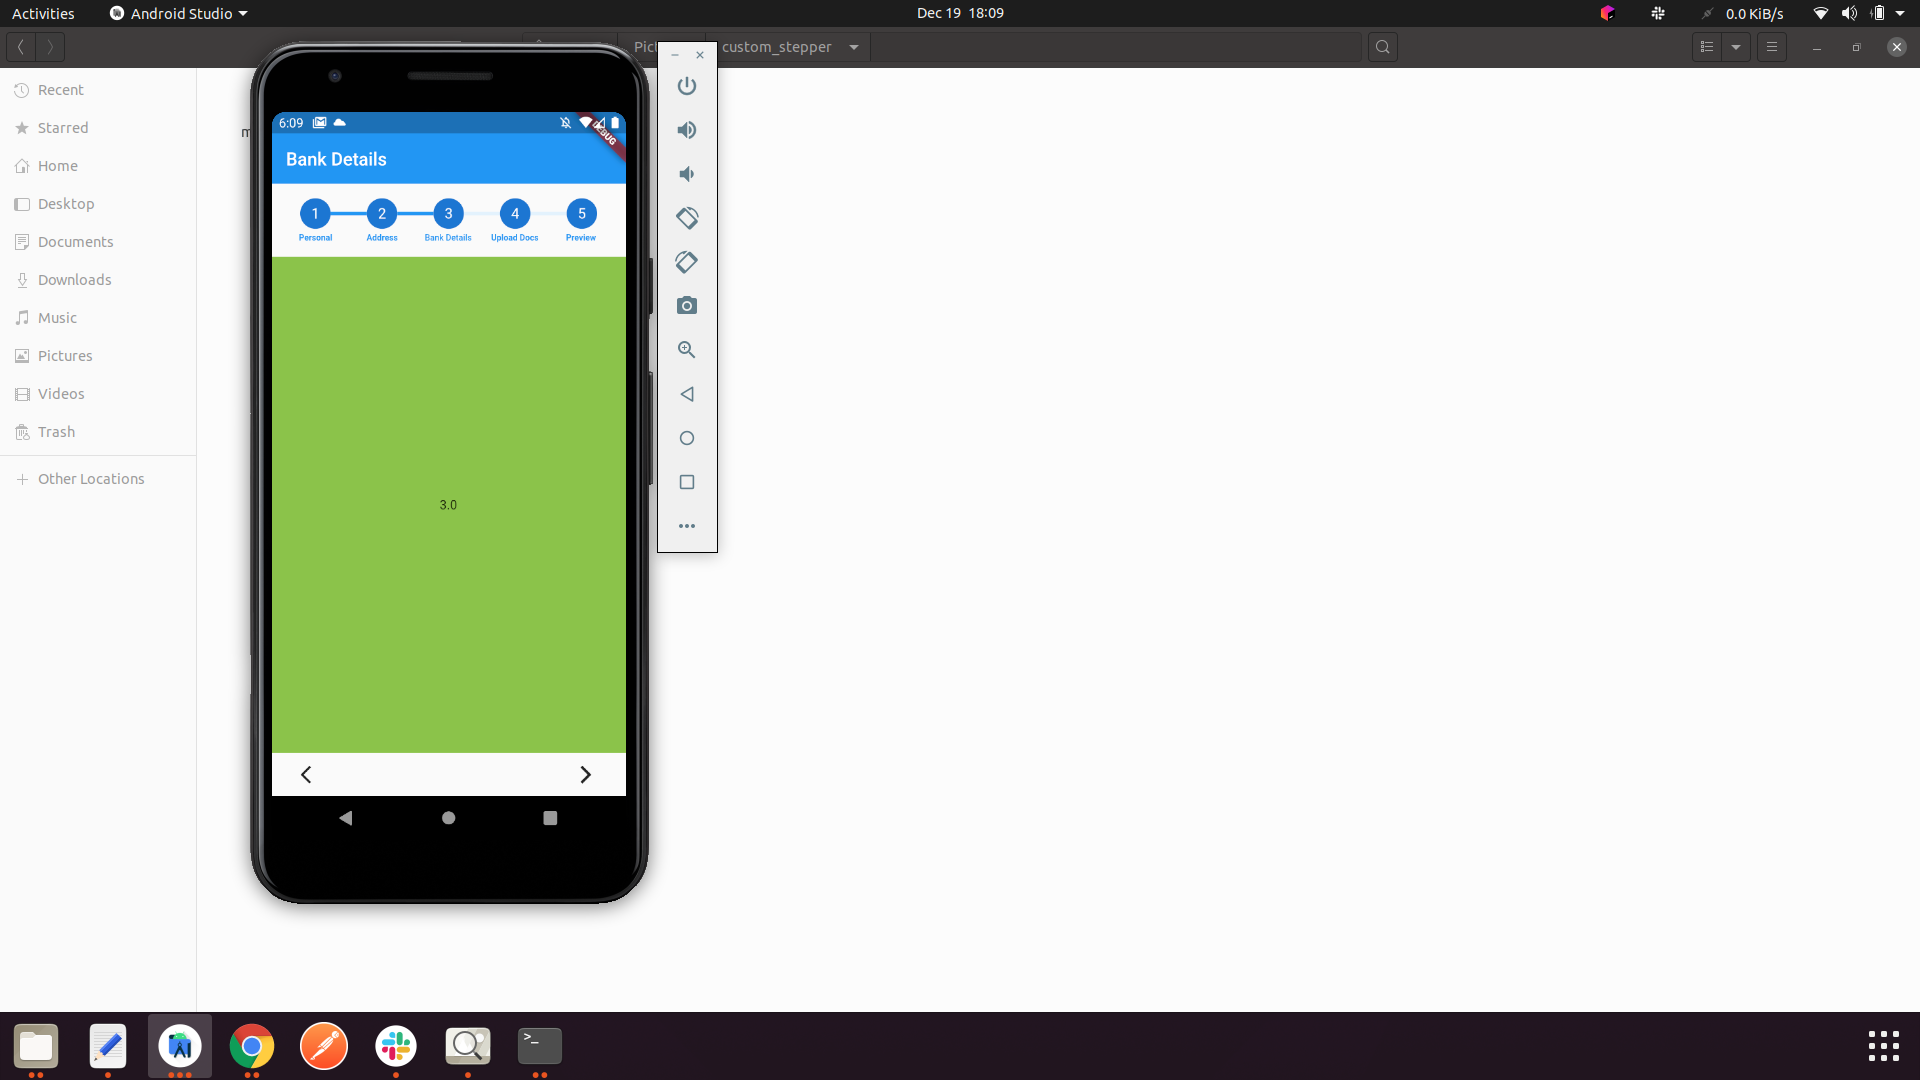 Activities
Android Studio
Dec 19 18:09
0.0 KiB/s
custom_stepper
Recent
Starred
Home
Desktop
Documents
Downloads
Music
Pictures
Videos
Trash
Other Locations
6:09
DEBUG
Bank Details
1 2 3 4 5
Personal Address Bank Details Upload Docs Preview
3.0